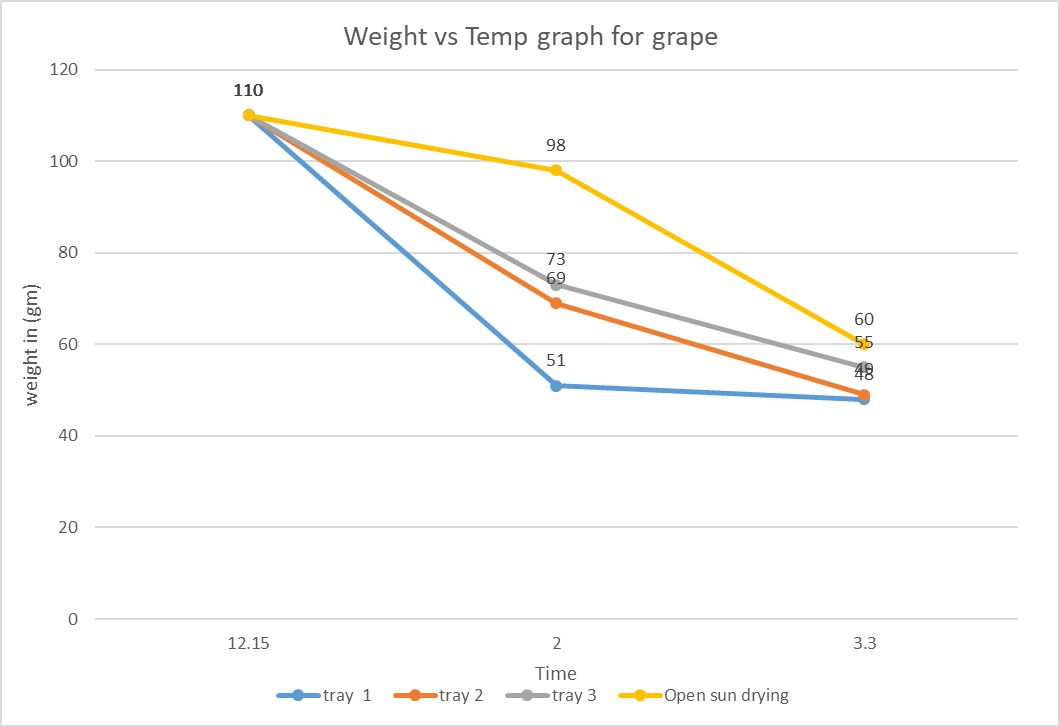 Weight vs Temp graph for grape
120
100
80
60
40
20
0
weight in (gm)
110
98
73
69
51
60
55
49
48
12.15
2
3.3
Time
tray 1
tray 2
tray 3
Open sun drying